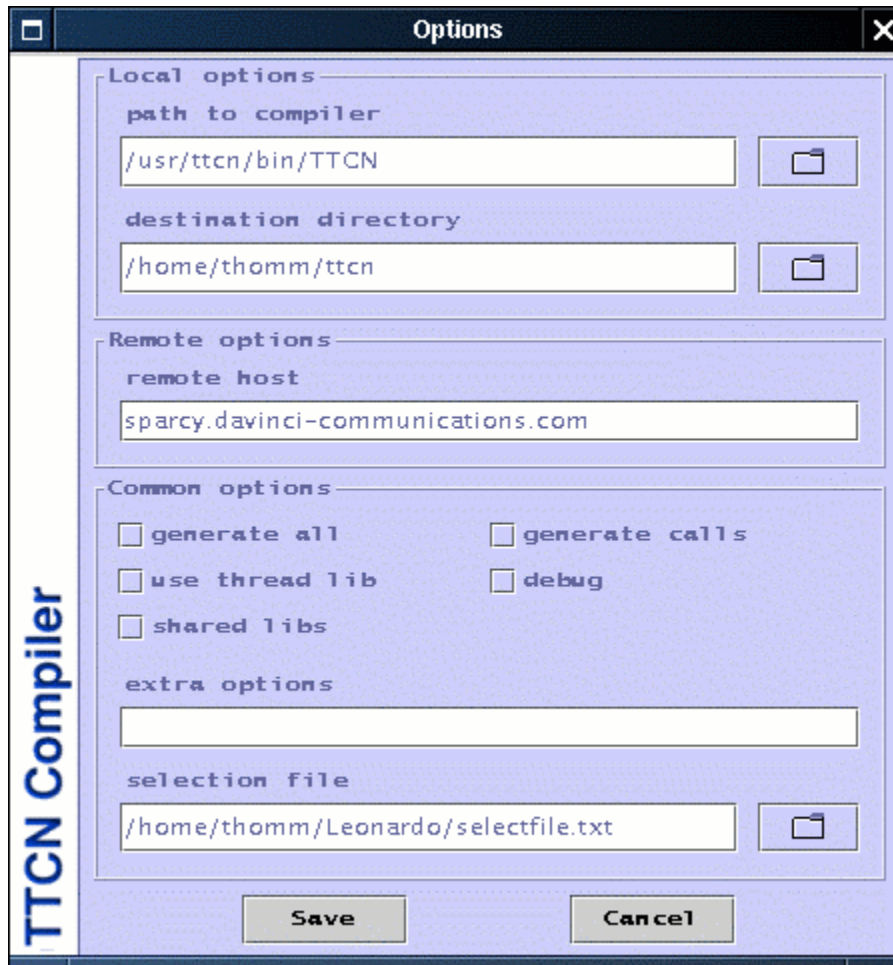 Options
Local options
path to compiler
/usr/ttcn/bin/TTCN
destination directory
/home/thomm/ttcn
Remote options
remote host
sparcy.davinci-communications.com
Common options
generate all
generate calls
use thread lib
debug
shared libs
extra options
selection file
/home/thomm/Leonardo/selectfile.txt
Save
Cancel
TTCN Compiler